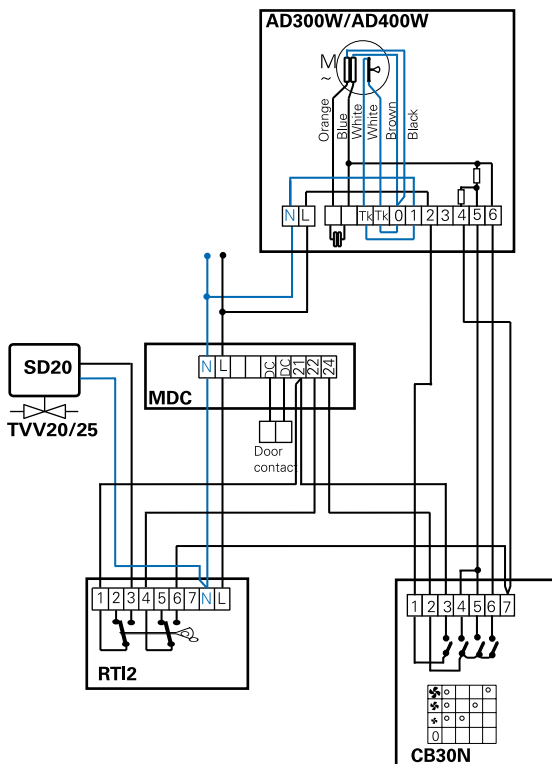 AD300W/AD400W
M
~
Orange
Blue
White
White
Brown
Black
N L Tk Tk 0 1 2 3 4 5 6
SD20
TVV20/25
N L DC DC 21 22 24
MDC
Door
contact
1 2 3 4 5 6 7 N L
RTI2
1 2 3 4 5 6 7
0
CB30N